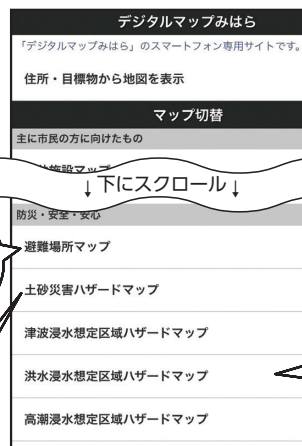 デジタルマップみはら
「デジタルマップみはら」のスマートフォン専用サイトです。
住所・目標物から地図を表示
マップ切替
主に市民の方に向けたもの
施設マップ
↓下にスクロール↓
防災・安全・安心
避難場所マップ
土砂災害ハザードマップ
津波浸水想定区域ハザードマップ
洪水浸水想定区域ハザードマップ
高潮浸水想定区域ハザードマップ